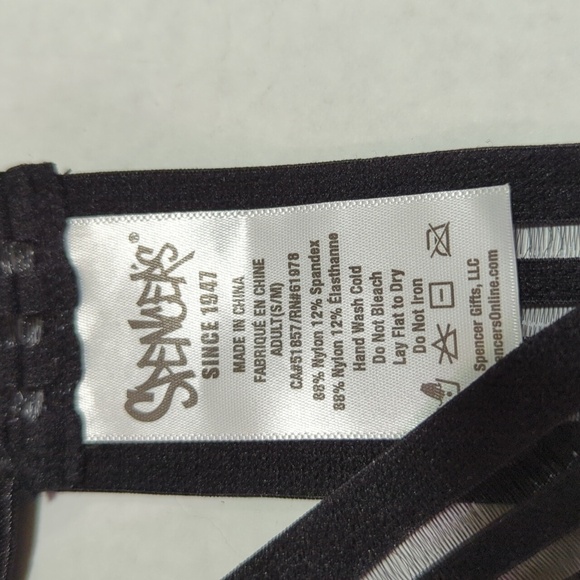 SPENCER'S®
SINCE 1947
MADE IN CHINA
FABRIQUÉ EN CHINE
ADULT(S/M)
CA#51857/RN#61978
88% Nylon 12% Spandex
88% Nylon 12% Élasthanne
Hand Wash Cold
Do Not Bleach
Lay Flat to Dry
Do Not Iron
Spencer Gifts, LLC
SpencersOnline.com